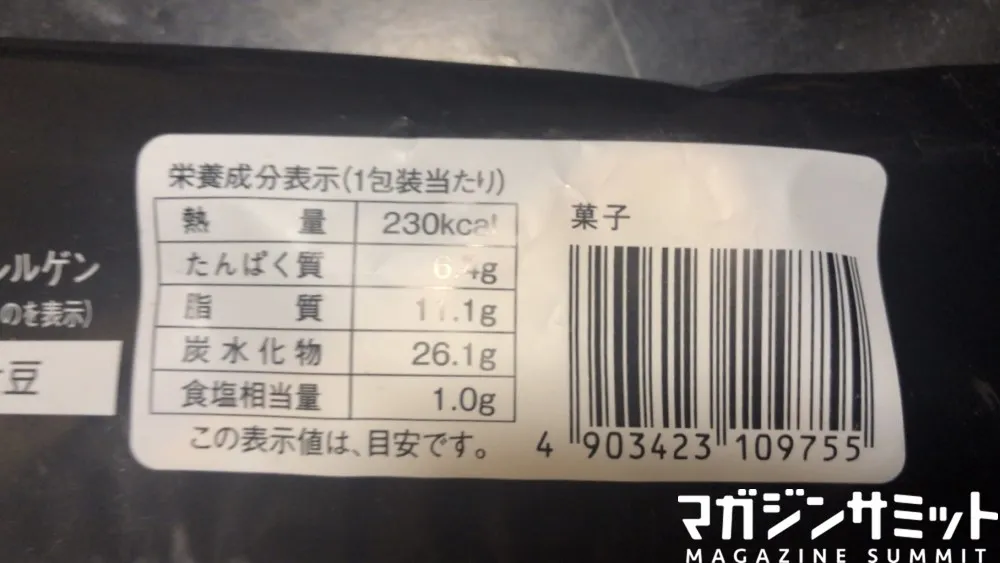 栄養成分表示(1包装当たり)
熱量 230kcal
たんぱく質
脂質 11.1g
炭水化物 26.1g
食塩相当量 1.0g
この表示値は、目安です。
菓子
4 903423 109755
レルゲン
のを表示)
豆
マガジンサミット
MAGAZINE SUMMIT